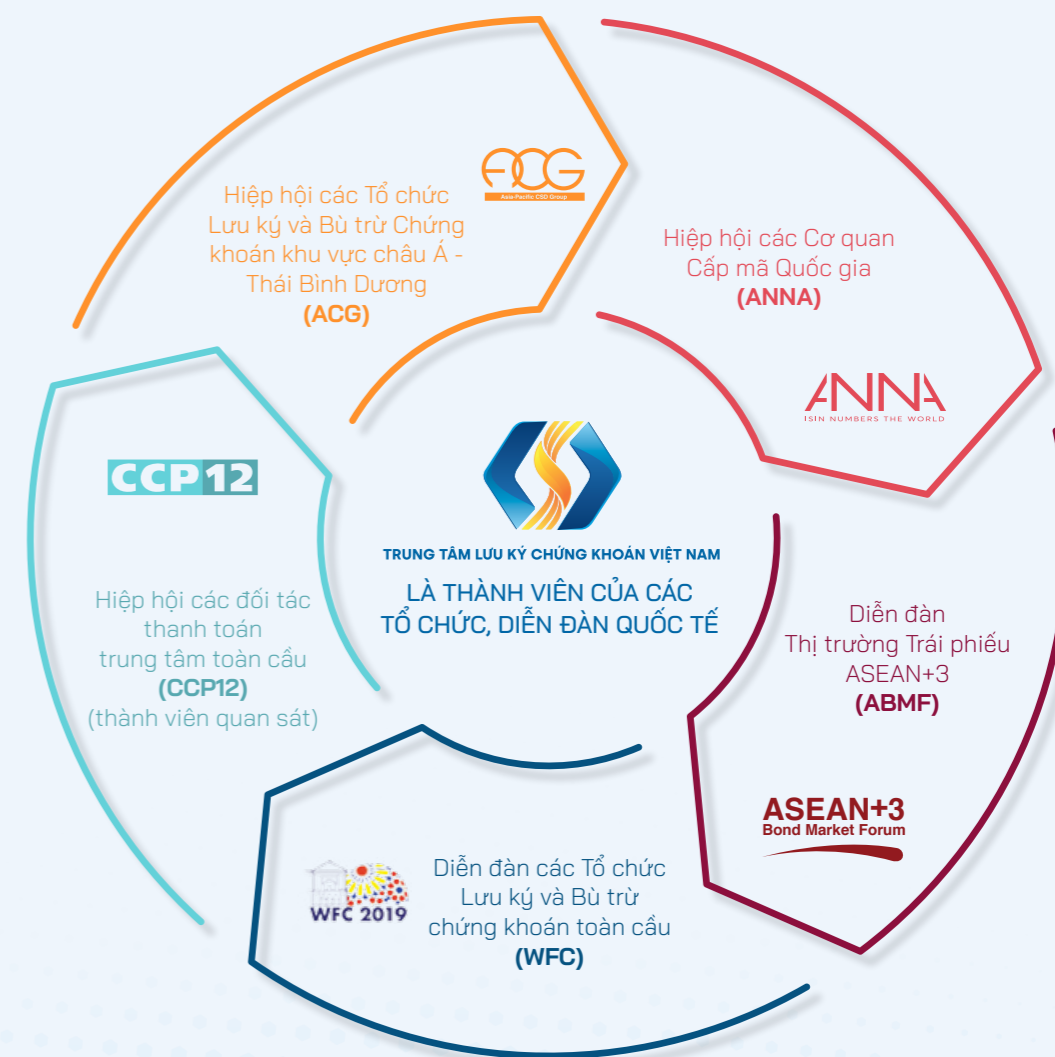 Hiệp hội các Tổ chức
Lưu ký và Bù trừ Chứng
khoán khu vực châu Á -
Thái Bình Dương
(ACG)
ACG
Asia-Pacific CSD Group
Hiệp hội các Cơ quan
Cấp mã Quốc gia
(ANNA)
ANNA
ISIN NUMBERS THE WORLD
CCP12
Hiệp hội các đối tác
thanh toán
trung tâm toàn cầu
(CCP12)
(thành viên quan sát)
TRUNG TÂM LƯU KÝ CHỨNG KHOÁN VIỆT NAM
LÀ THÀNH VIÊN CỦA CÁC
TỔ CHỨC, DIỄN ĐÀN QUỐC TẾ
Diễn đàn
Thị trường Trái phiếu
ASEAN+3
(ABMF)
ASEAN+3
Bond Market Forum
WFC 2019
Diễn đàn các Tổ chức
Lưu ký và Bù trừ
chứng khoán toàn cầu
(WFC)